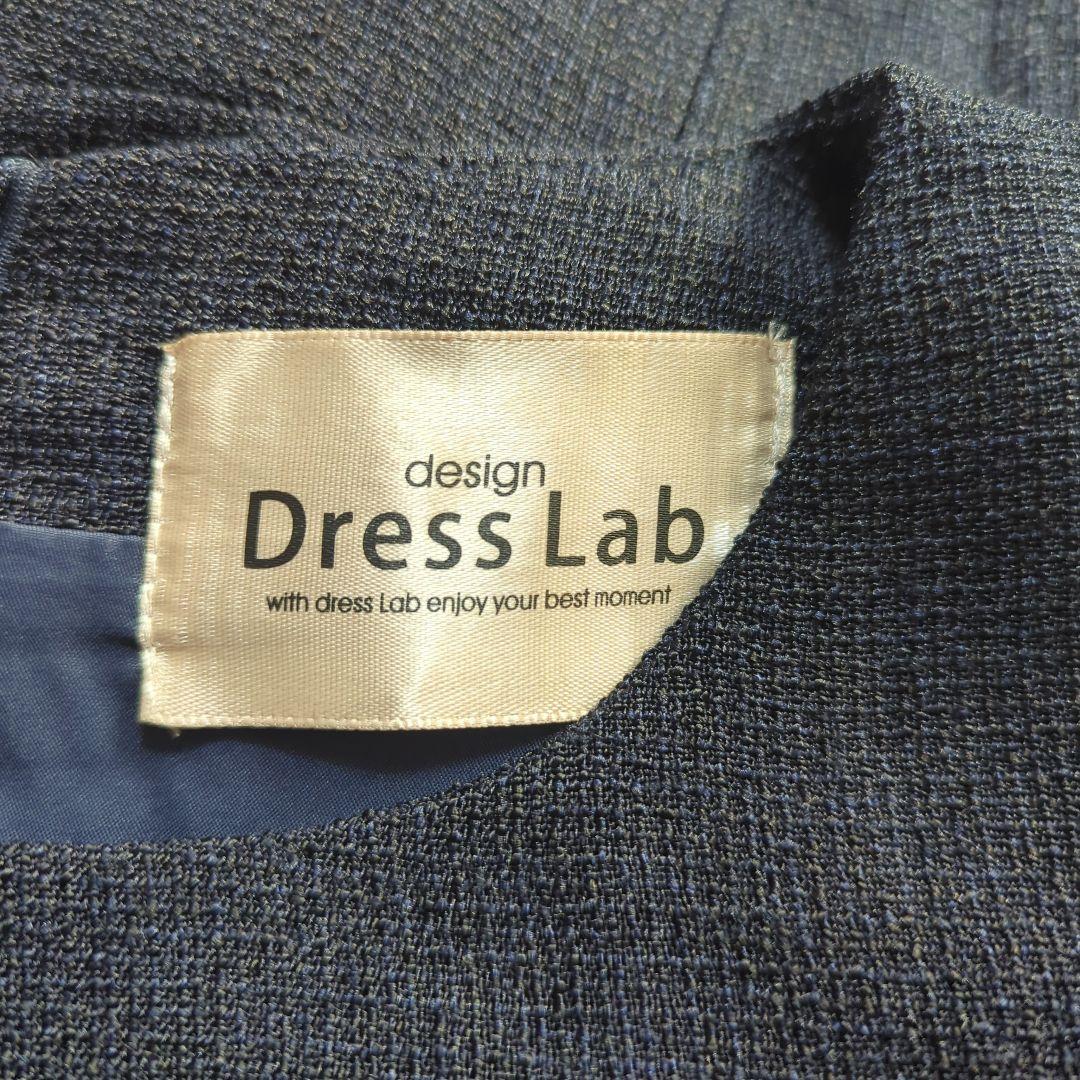 design
Dress Lab
with dress Lab enjoy your best moment